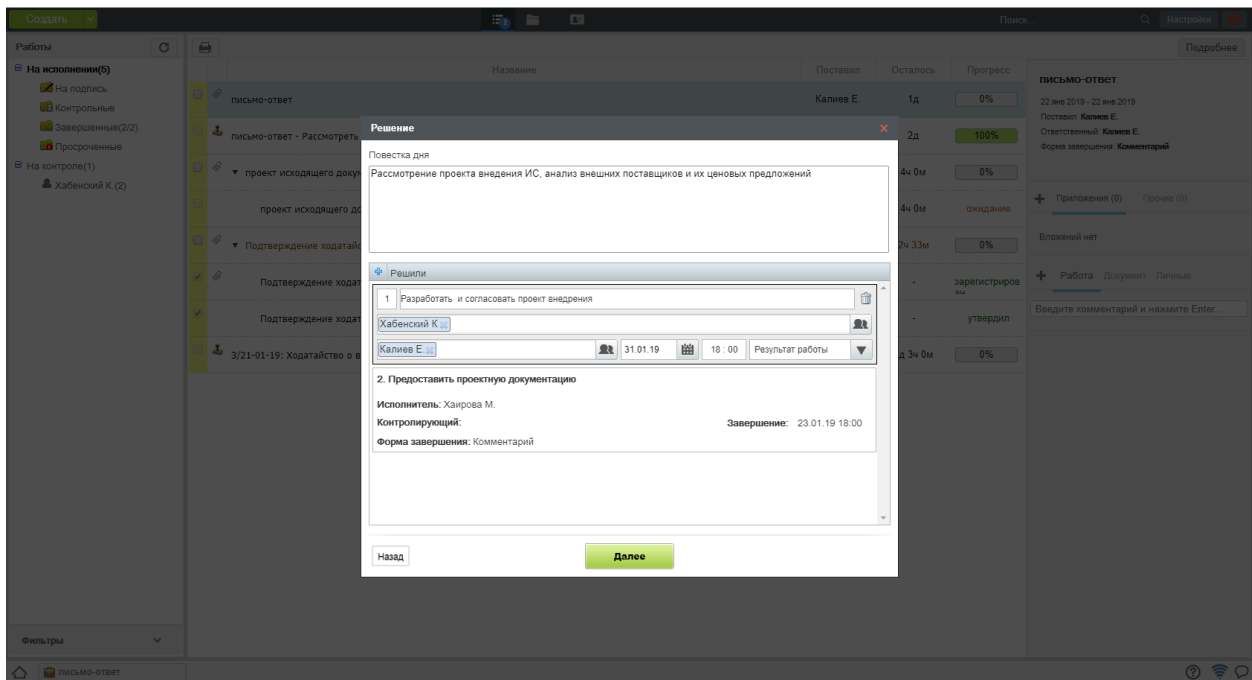 Создать
2
Поиск...
Настройки
Работы
Подробнее
На исполнении(5)
На подпись
Контрольные
Завершенные(2/2)
Просроченные
На контроле(1)
Хабенский К.(2)
Название
Поставил
Осталось
Прогресс
письмо-ответ
Калиев Е.
1д
0%
письмо-ответ - Рассмотреть
2д
100%
проект исходящего докум
4ч 0м
0%
проект исходящего до
4ч 0м
ожидание
Подтверждение ходатайс
2ч 33м
0%
Подтверждение ходат
-
зарегистриров
ан
Подтверждение ходат
-
утвердил
3/21-01-19: Ходатайство о в
д 3ч 0м
0%
Решение
Повестка дня
Рассмотрение проекта внедения ИС, анализ внешних поставщиков и их ценовых предложений
Решили
1 Разработать и согласовать проект внедрения
Хабенский К
Калиев Е
31.01.19
18 : 00
Результат работы
2. Предоставить проектную документацию
Исполнитель: Хаирова М.
Контролирующий:
Завершение: 23.01.19 18:00
Форма завершения: Комментарий
Назад
Далее
письмо-ответ
22 янв 2019 - 22 янв 2019
Поставил: Калиев Е.
Ответственный: Калиев Е.
Форма завершения: Комментарий
Приложения (0)
Прочие (0)
Вложений нет
Работа Документ Личные
Введите комментарий и нажмите Enter...
Фильтры
письмо-ответ